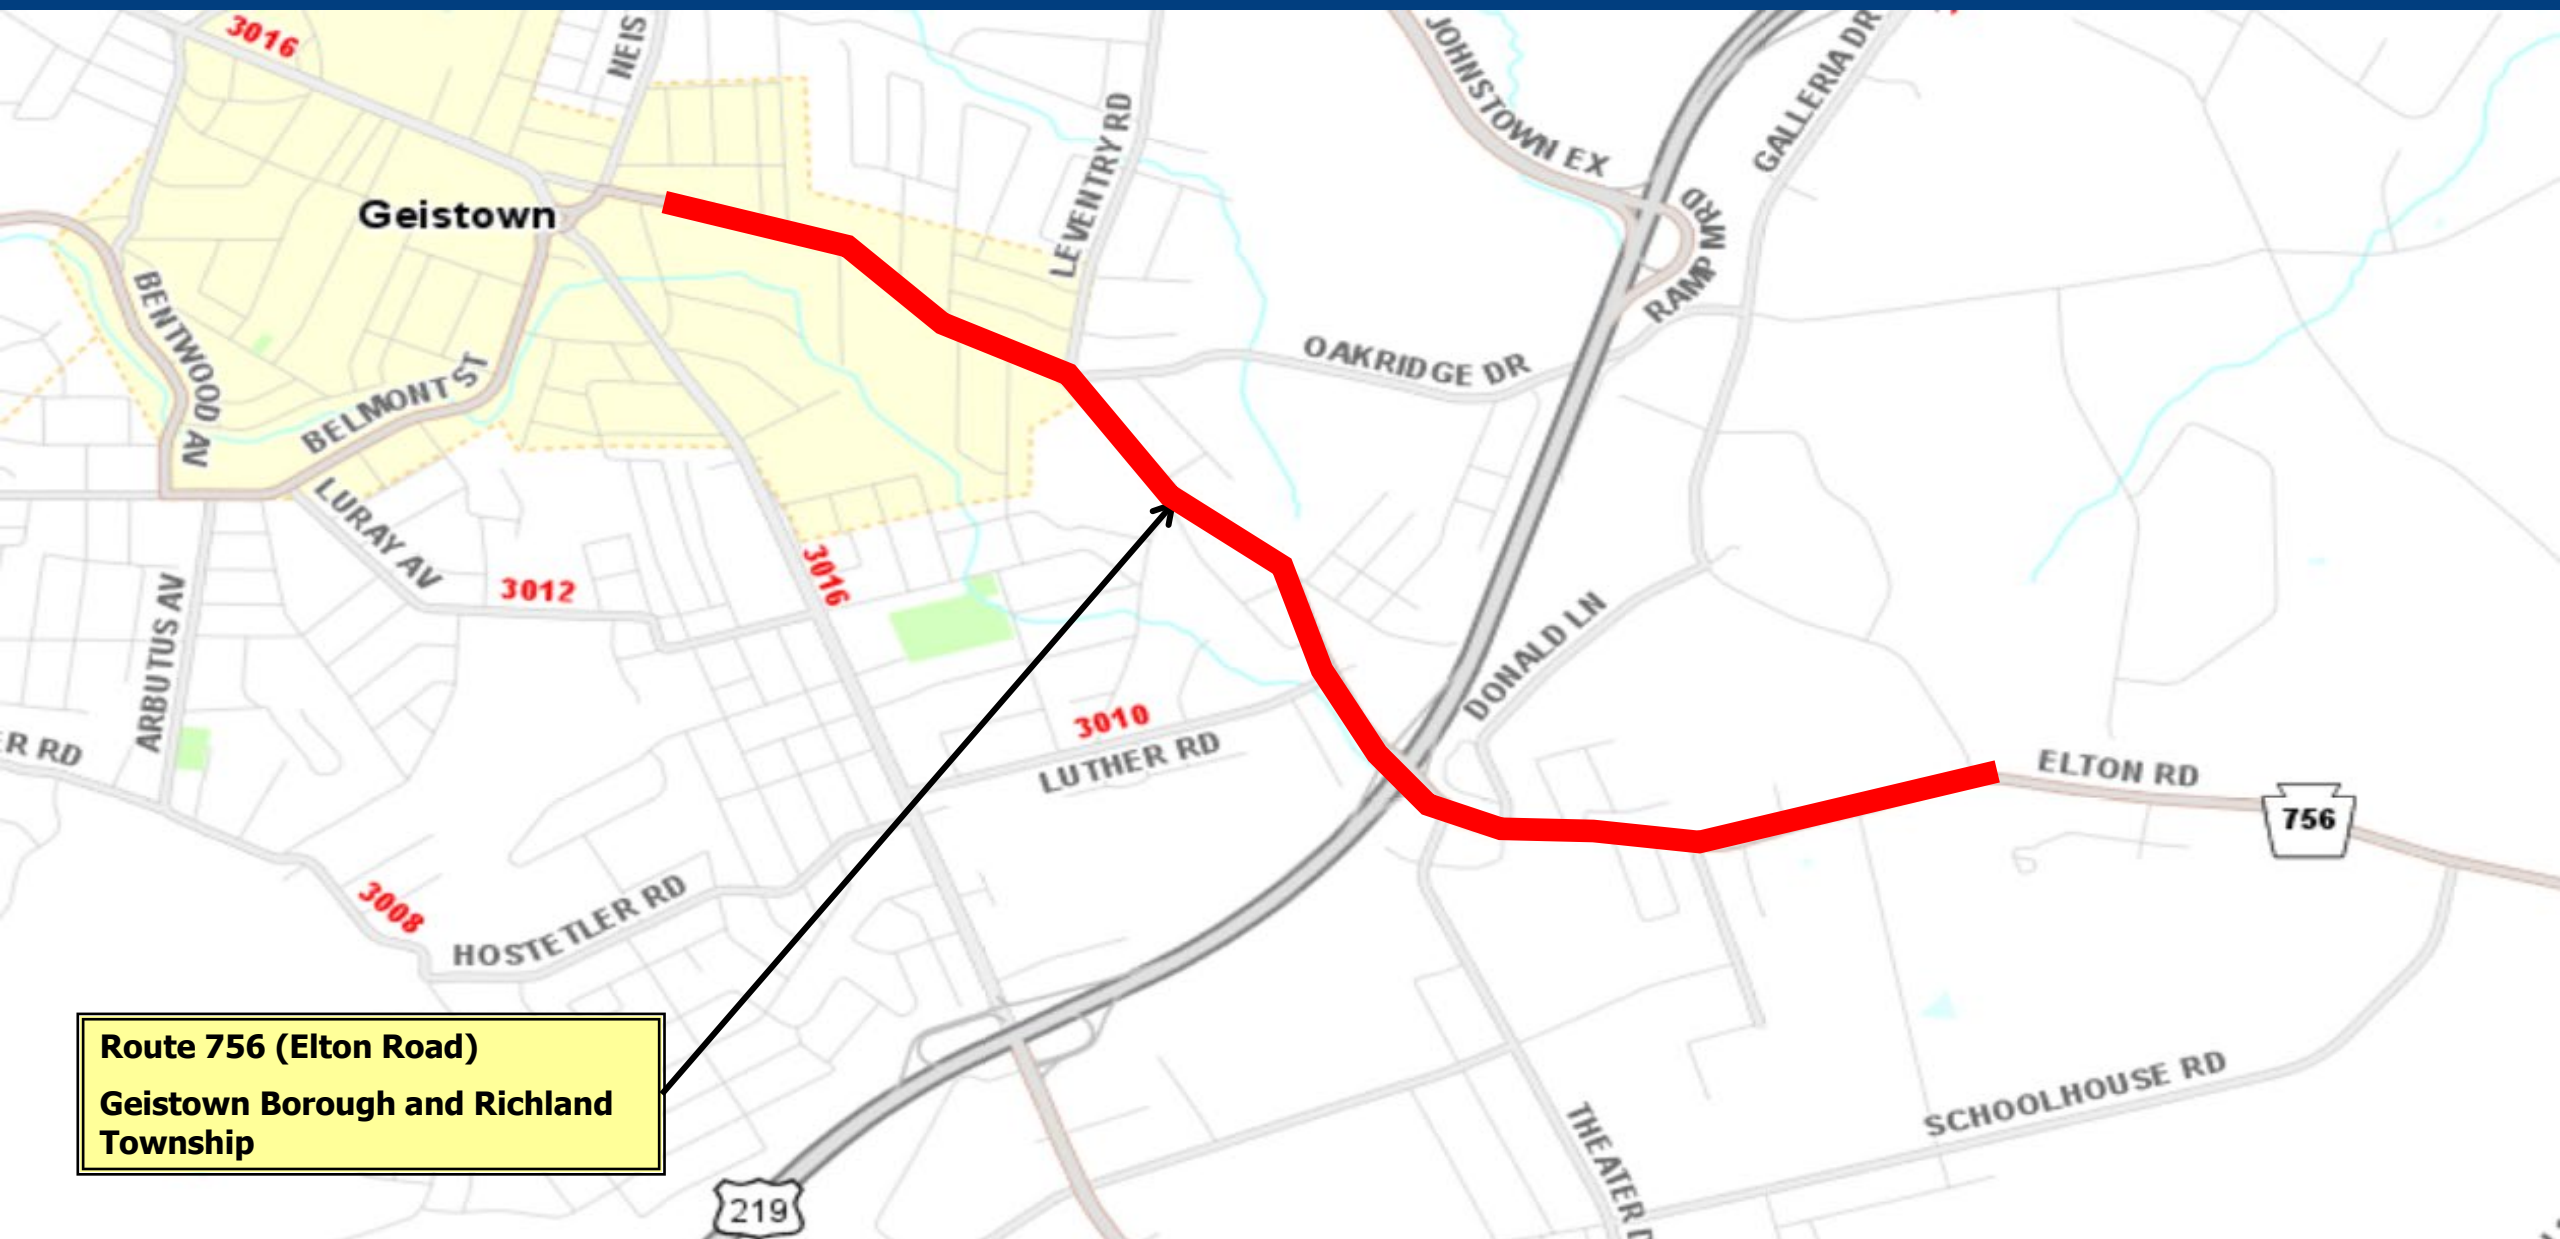 3016
NEIS
JOHNSTOWN EX
GALLERIA DR
LEVENTRY RD
Geistown
RAMP
MRD
BENTWOOD AV
OAKRIDGE DR
BELMONT ST
LURAY AV
3012
3016
ARBUTUS AV
DONALD LN
3010
LUTHER RD
ER RD
ELTON RD
756
3008
HOSTETLER RD
Route 756 (Elton Road)
Geistown Borough and Richland
Township
SCHOOLHOUSE RD
THEATER D
219